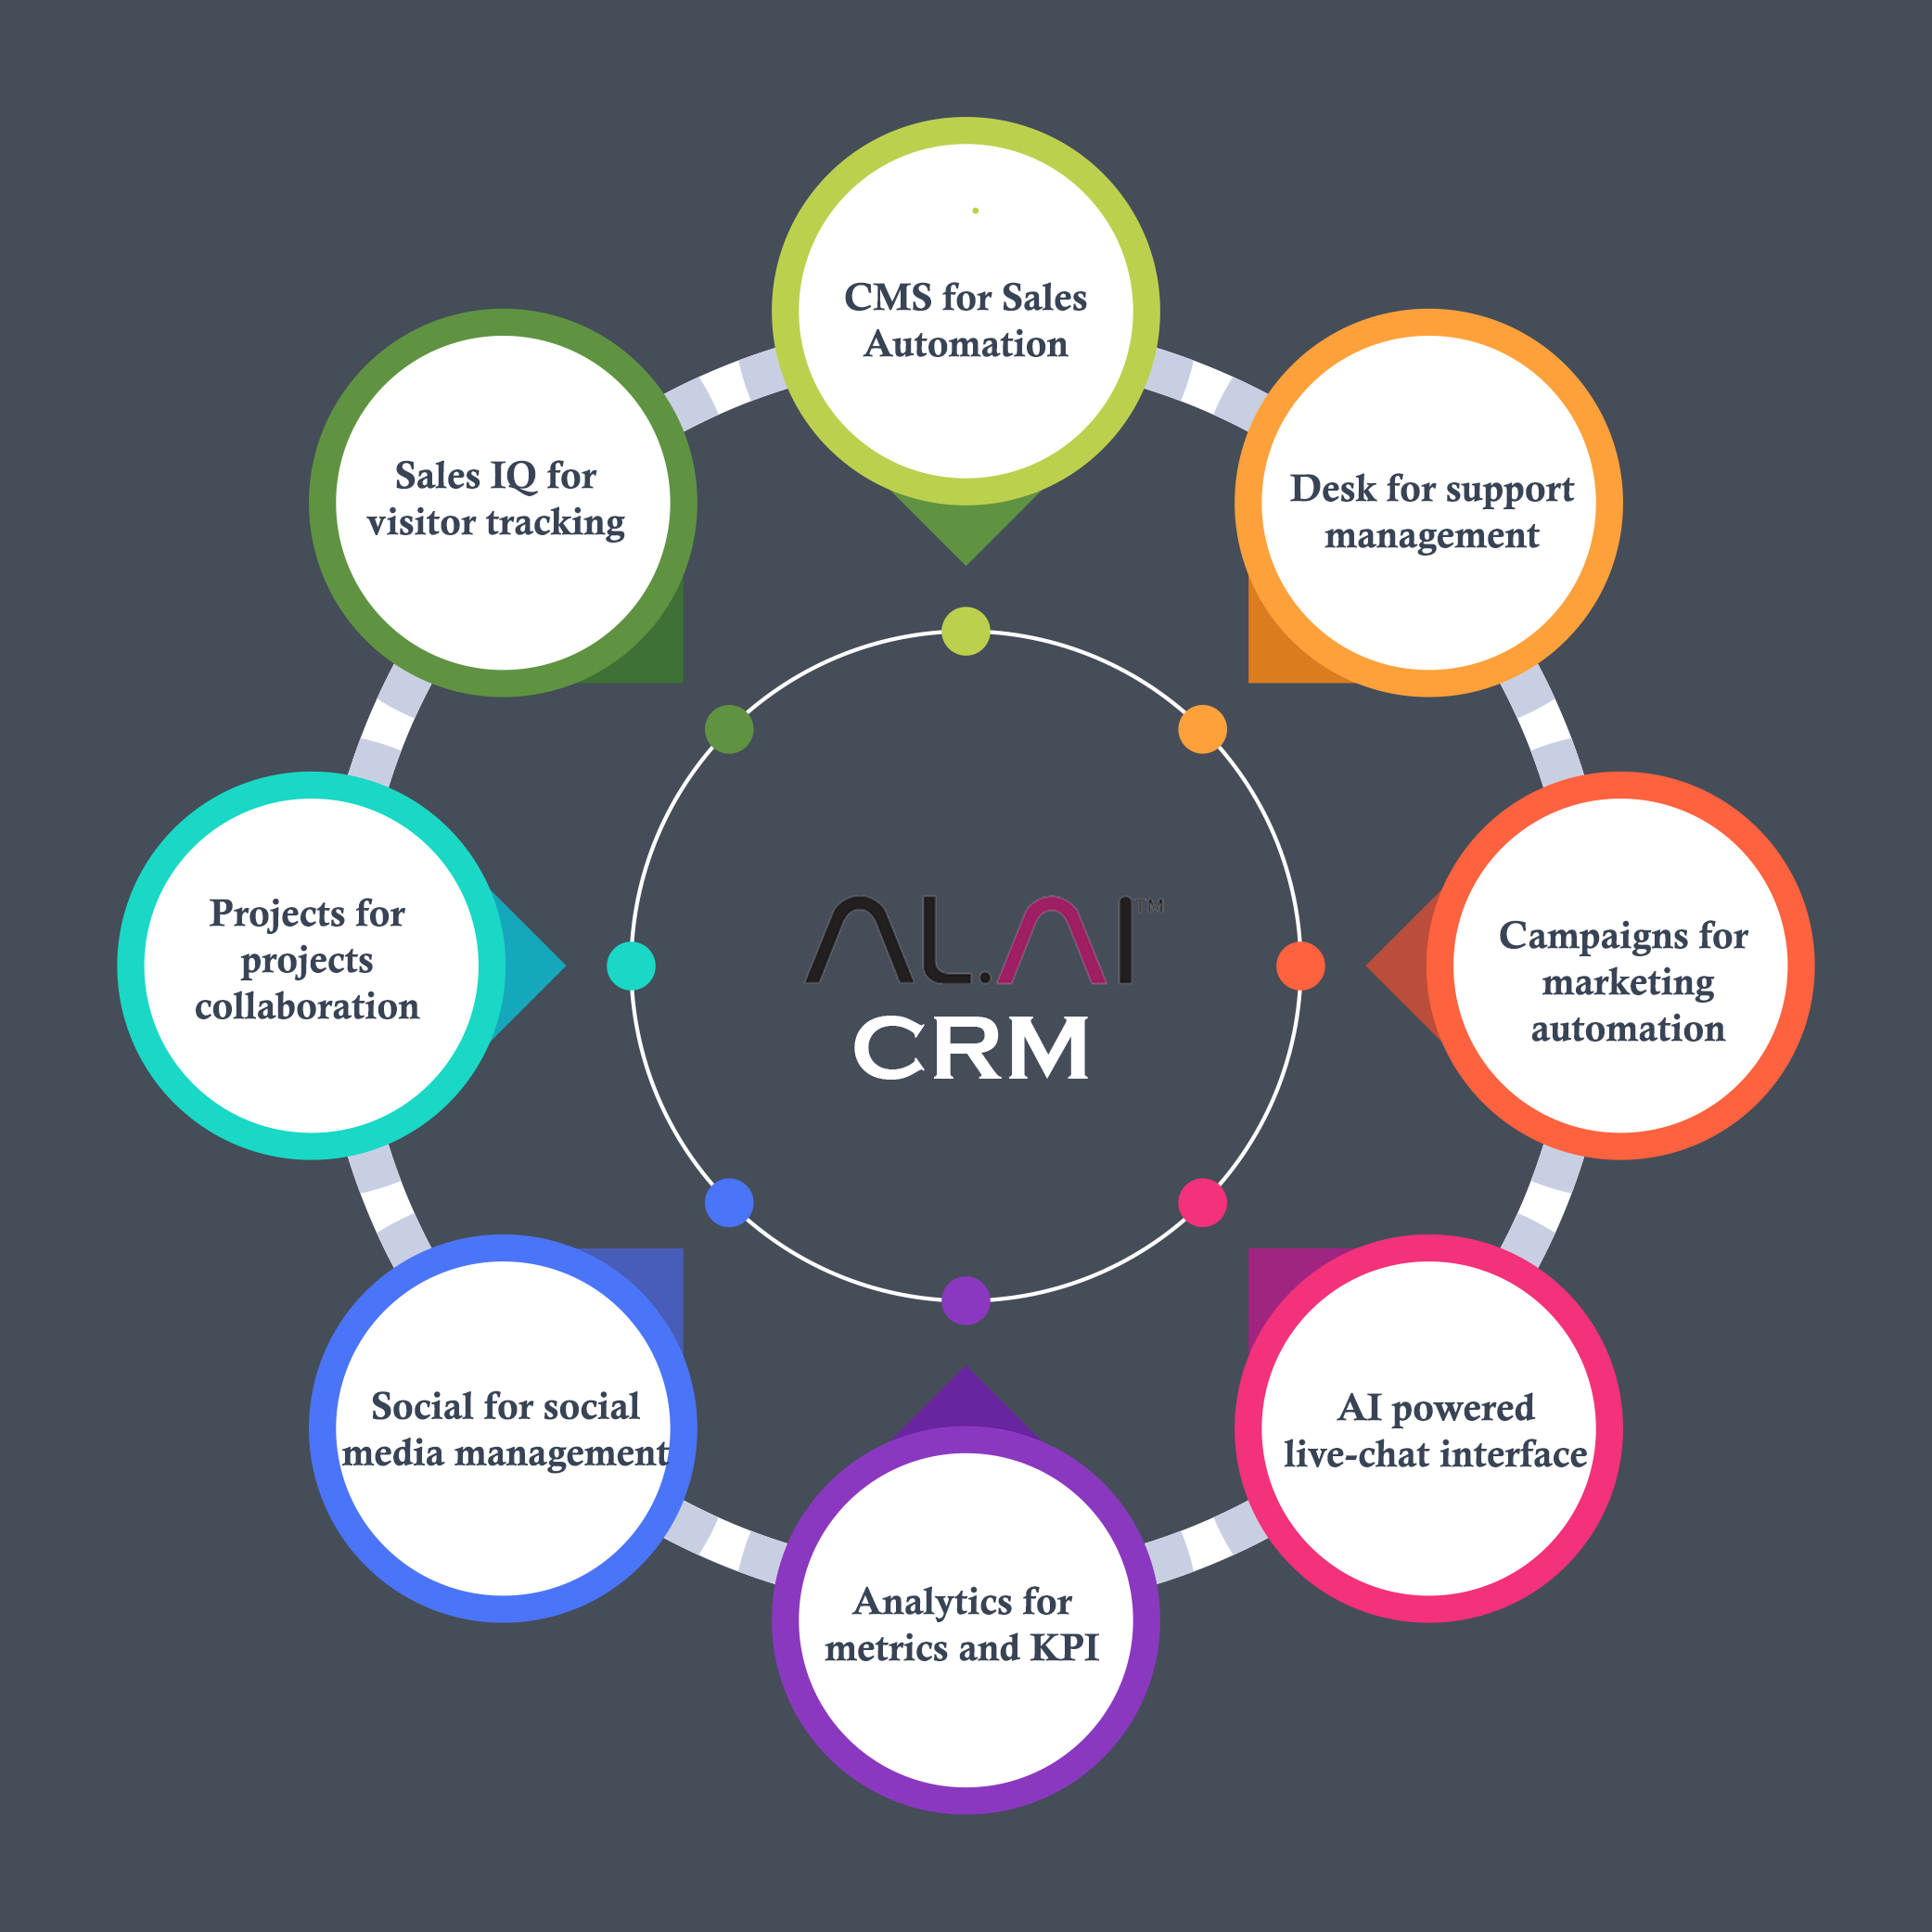 CMS for Sales
Automation
Desk for support
management
Campaigns for
marketing
automation
AI powered
live-chat interface
Analytics for
metrics and KPI
Social for social
media management
Projects for
projects
collaboration
Sales IQ for
visitor tracking
AL.AI™
CRM